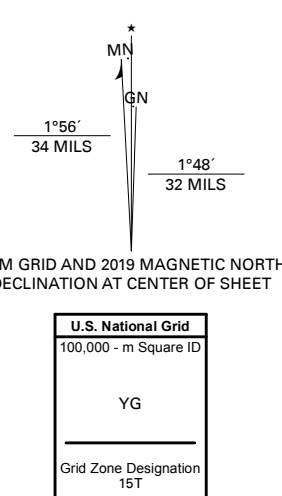 ★
MN
GN
1°56´
34 MILS
1°48´
32 MILS
M GRID AND 2019 MAGNETIC NORTH
DECLINATION AT CENTER OF SHEET
U.S. National Grid
100,000 - m Square ID
YG
Grid Zone Designation
15T